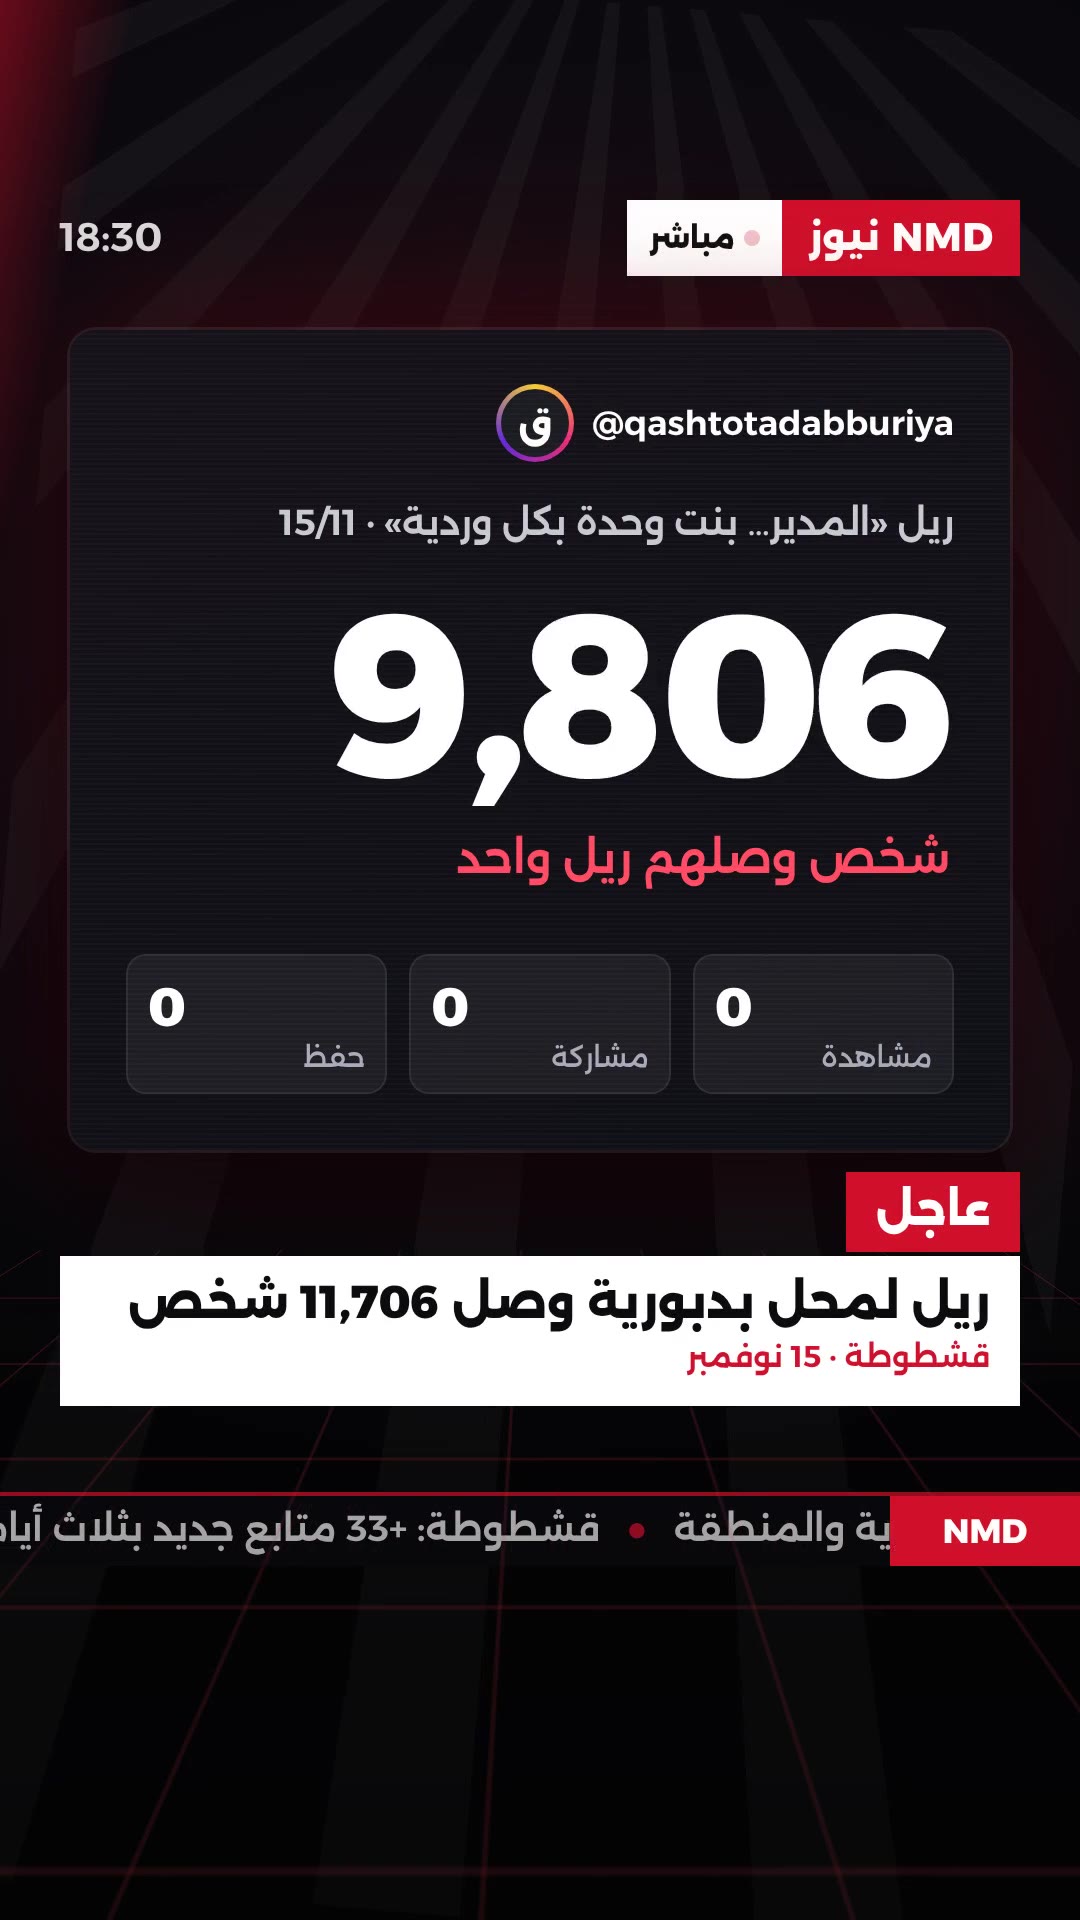 NMD نيوز
مباشر
18:30
@qashtotadabburiya
ق
ريل «المدير... بنت وحدة بكل وردية» · 15/11
9,806
شخص وصلهم ريل واحد
0
مشاهدة
0
مشاركة
0
حفظ
عاجل
ريل لمحل بدبورية وصل 11,706 شخص
قشطوطة · 15 نوفمبر
NMD
والمنطقة • قشطوطة: +33 متابع جديد بثلاث